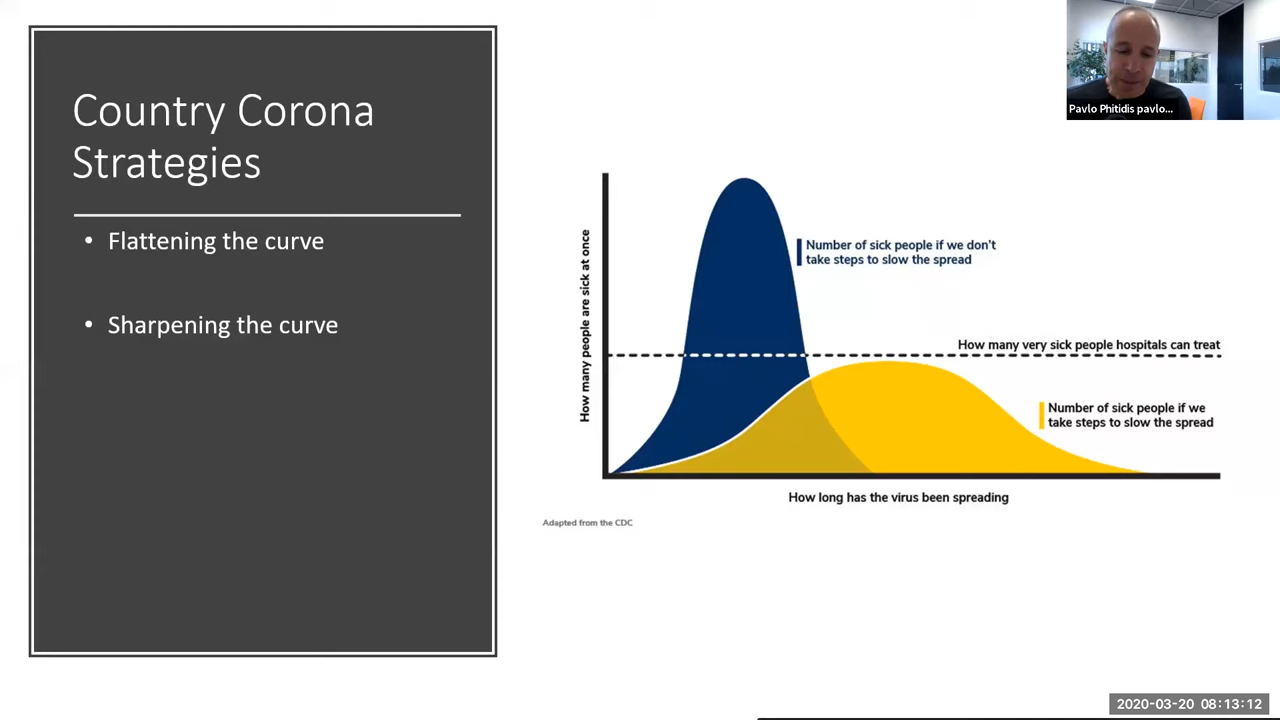 Country Corona
Strategies
• Flattening the curve
• Sharpening the curve
Pavlo Phitidis pavlo...
How many people are sick at once
Number of sick people if we don't
take steps to slow the spread
How many very sick people hospitals can treat
Number of sick people if we
take steps to slow the spread
How long has the virus been spreading
Adapted from the CDC
2020-03-20 08:13:12